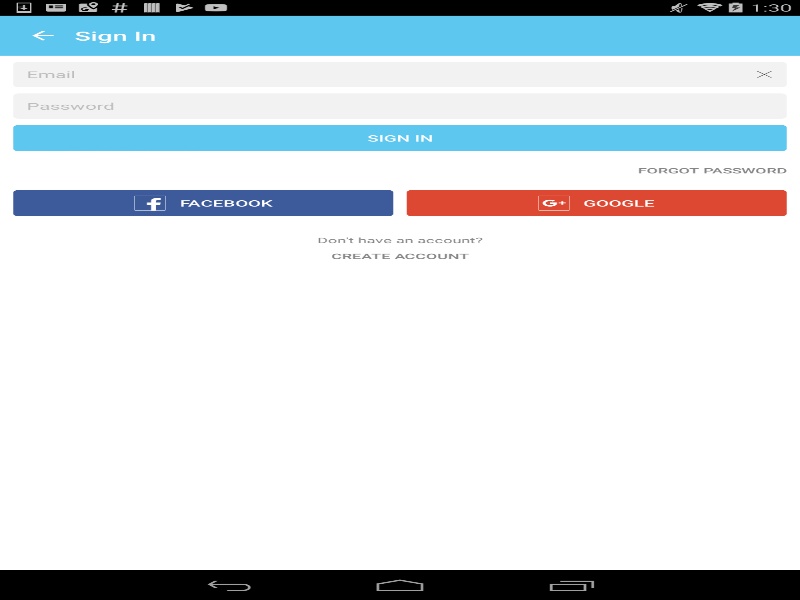 1:30
Sign In
Email
Password
SIGN IN
FORGOT PASSWORD
f FACEBOOK
G+ GOOGLE
Don't have an account?
CREATE ACCOUNT